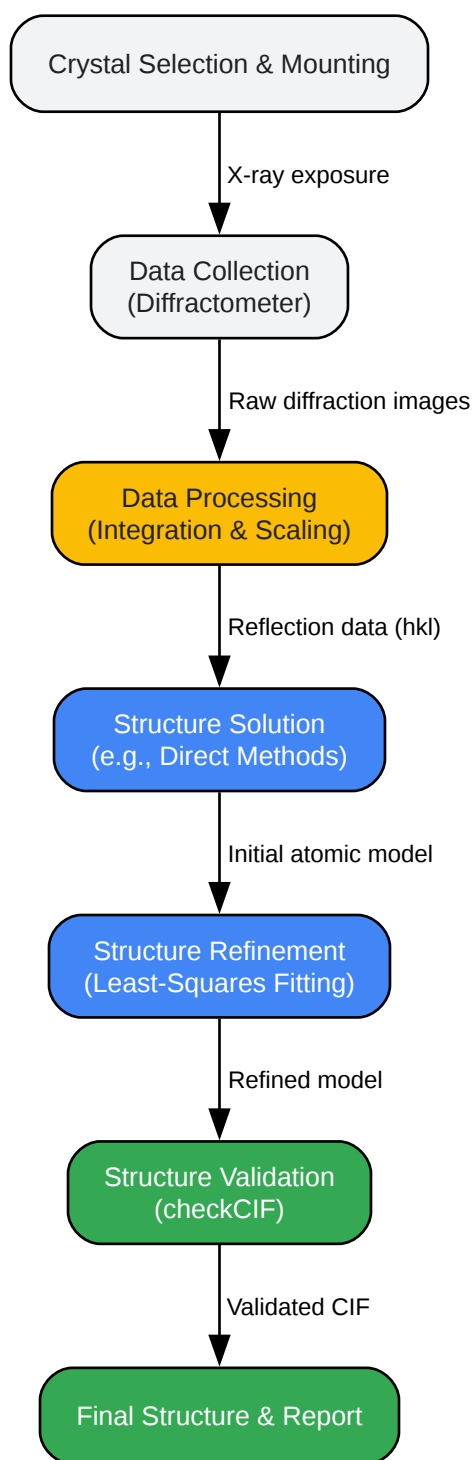 Crystal Selection & Mounting
X-ray exposure
Data Collection
(Diffractometer)
Raw diffraction images
Data Processing
(Integration & Scaling)
Reflection data (hkl)
Structure Solution
(e.g., Direct Methods)
Initial atomic model
Structure Refinement
(Least-Squares Fitting)
Refined model
Structure Validation
(checkCIF)
Validated CIF
Final Structure & Report